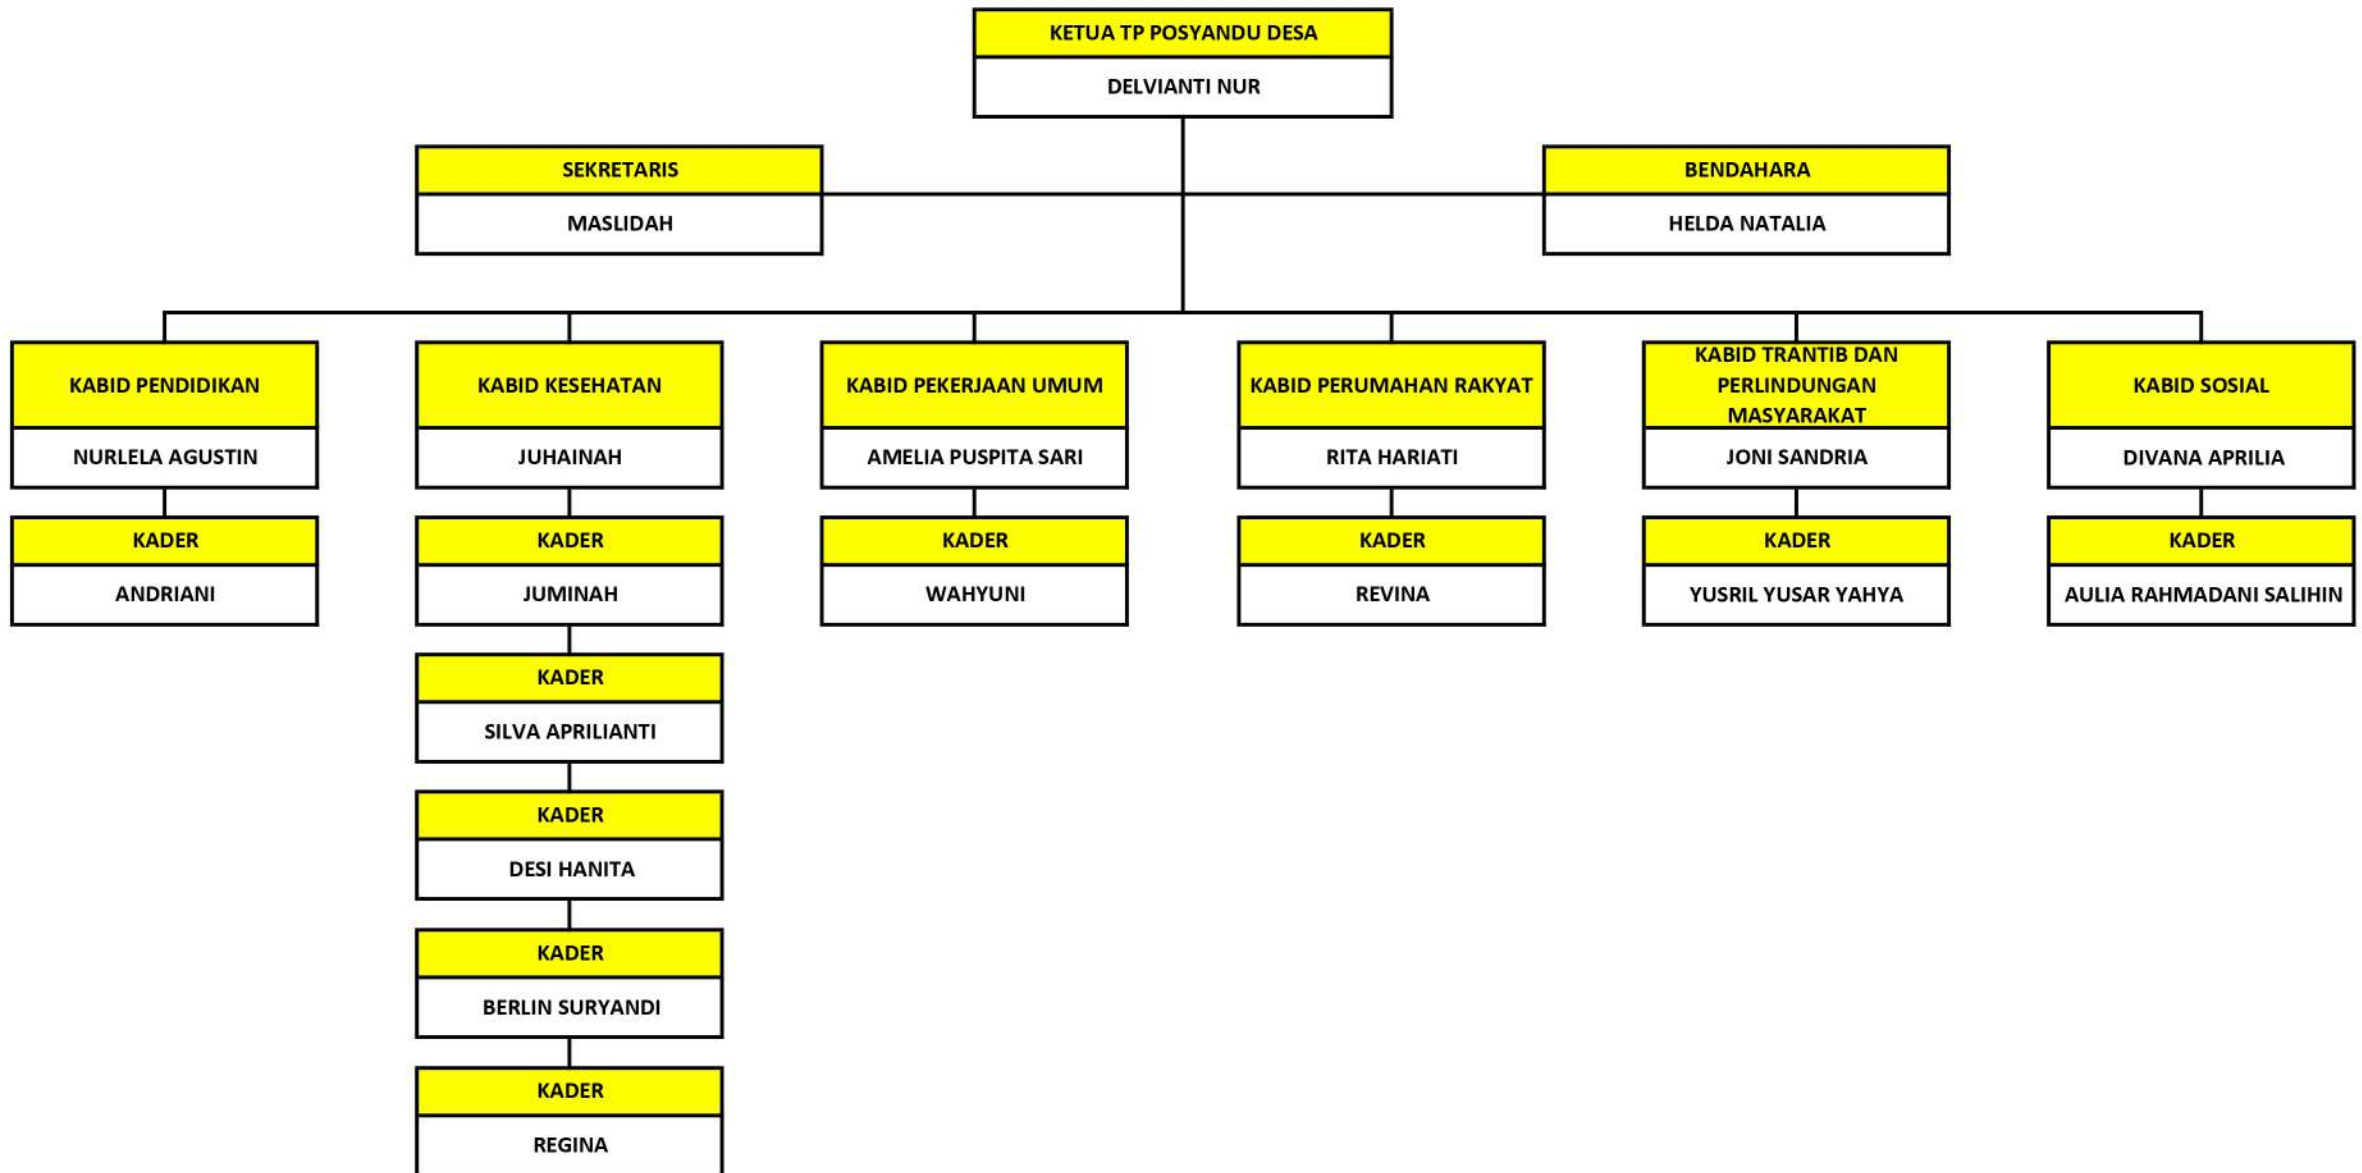 KETUA TP POSYANDU DESA
DELVIANTI NUR
SEKRETARIS
MASLIDAH
BENDAHARA
HELDA NATALIA
KABID PENDIDIKAN
NURLELA AGUSTIN
KABID KESEHATAN
JUHAINAH
KABID PEKERJAAN UMUM
AMELIA PUSPITA SARI
KABID PERUMAHAN RAKYAT
RITA HARIATI
KABID TRANTIB DAN
PERLINDUNGAN
MASYARAKAT
JONI SANDRIA
KABID SOSIAL
DIVANA APRILIA
KADER
ANDRIANI
KADER
JUMINAH
KADER
WAHYUNI
KADER
REVINA
KADER
YUSRIL YUSAR YAHYA
KADER
AULIA RAHMADANI SALIHIN
KADER
SILVA APRILIANTI
KADER
DESI HANITA
KADER
BERLIN SURYANDI
KADER
REGINA